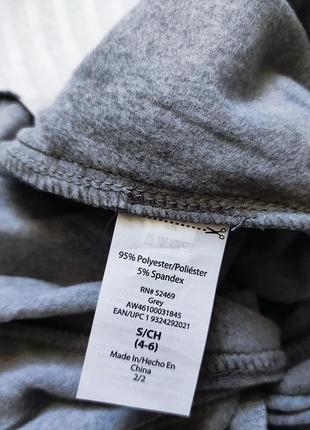 95% Polyester/Poliéster
5% Spandex
RN# 52469
Grey
AW46100031845
EAN/UPC 1 9324292021
S/CH
(4-6)
Made In/Hecho En
China
2/2